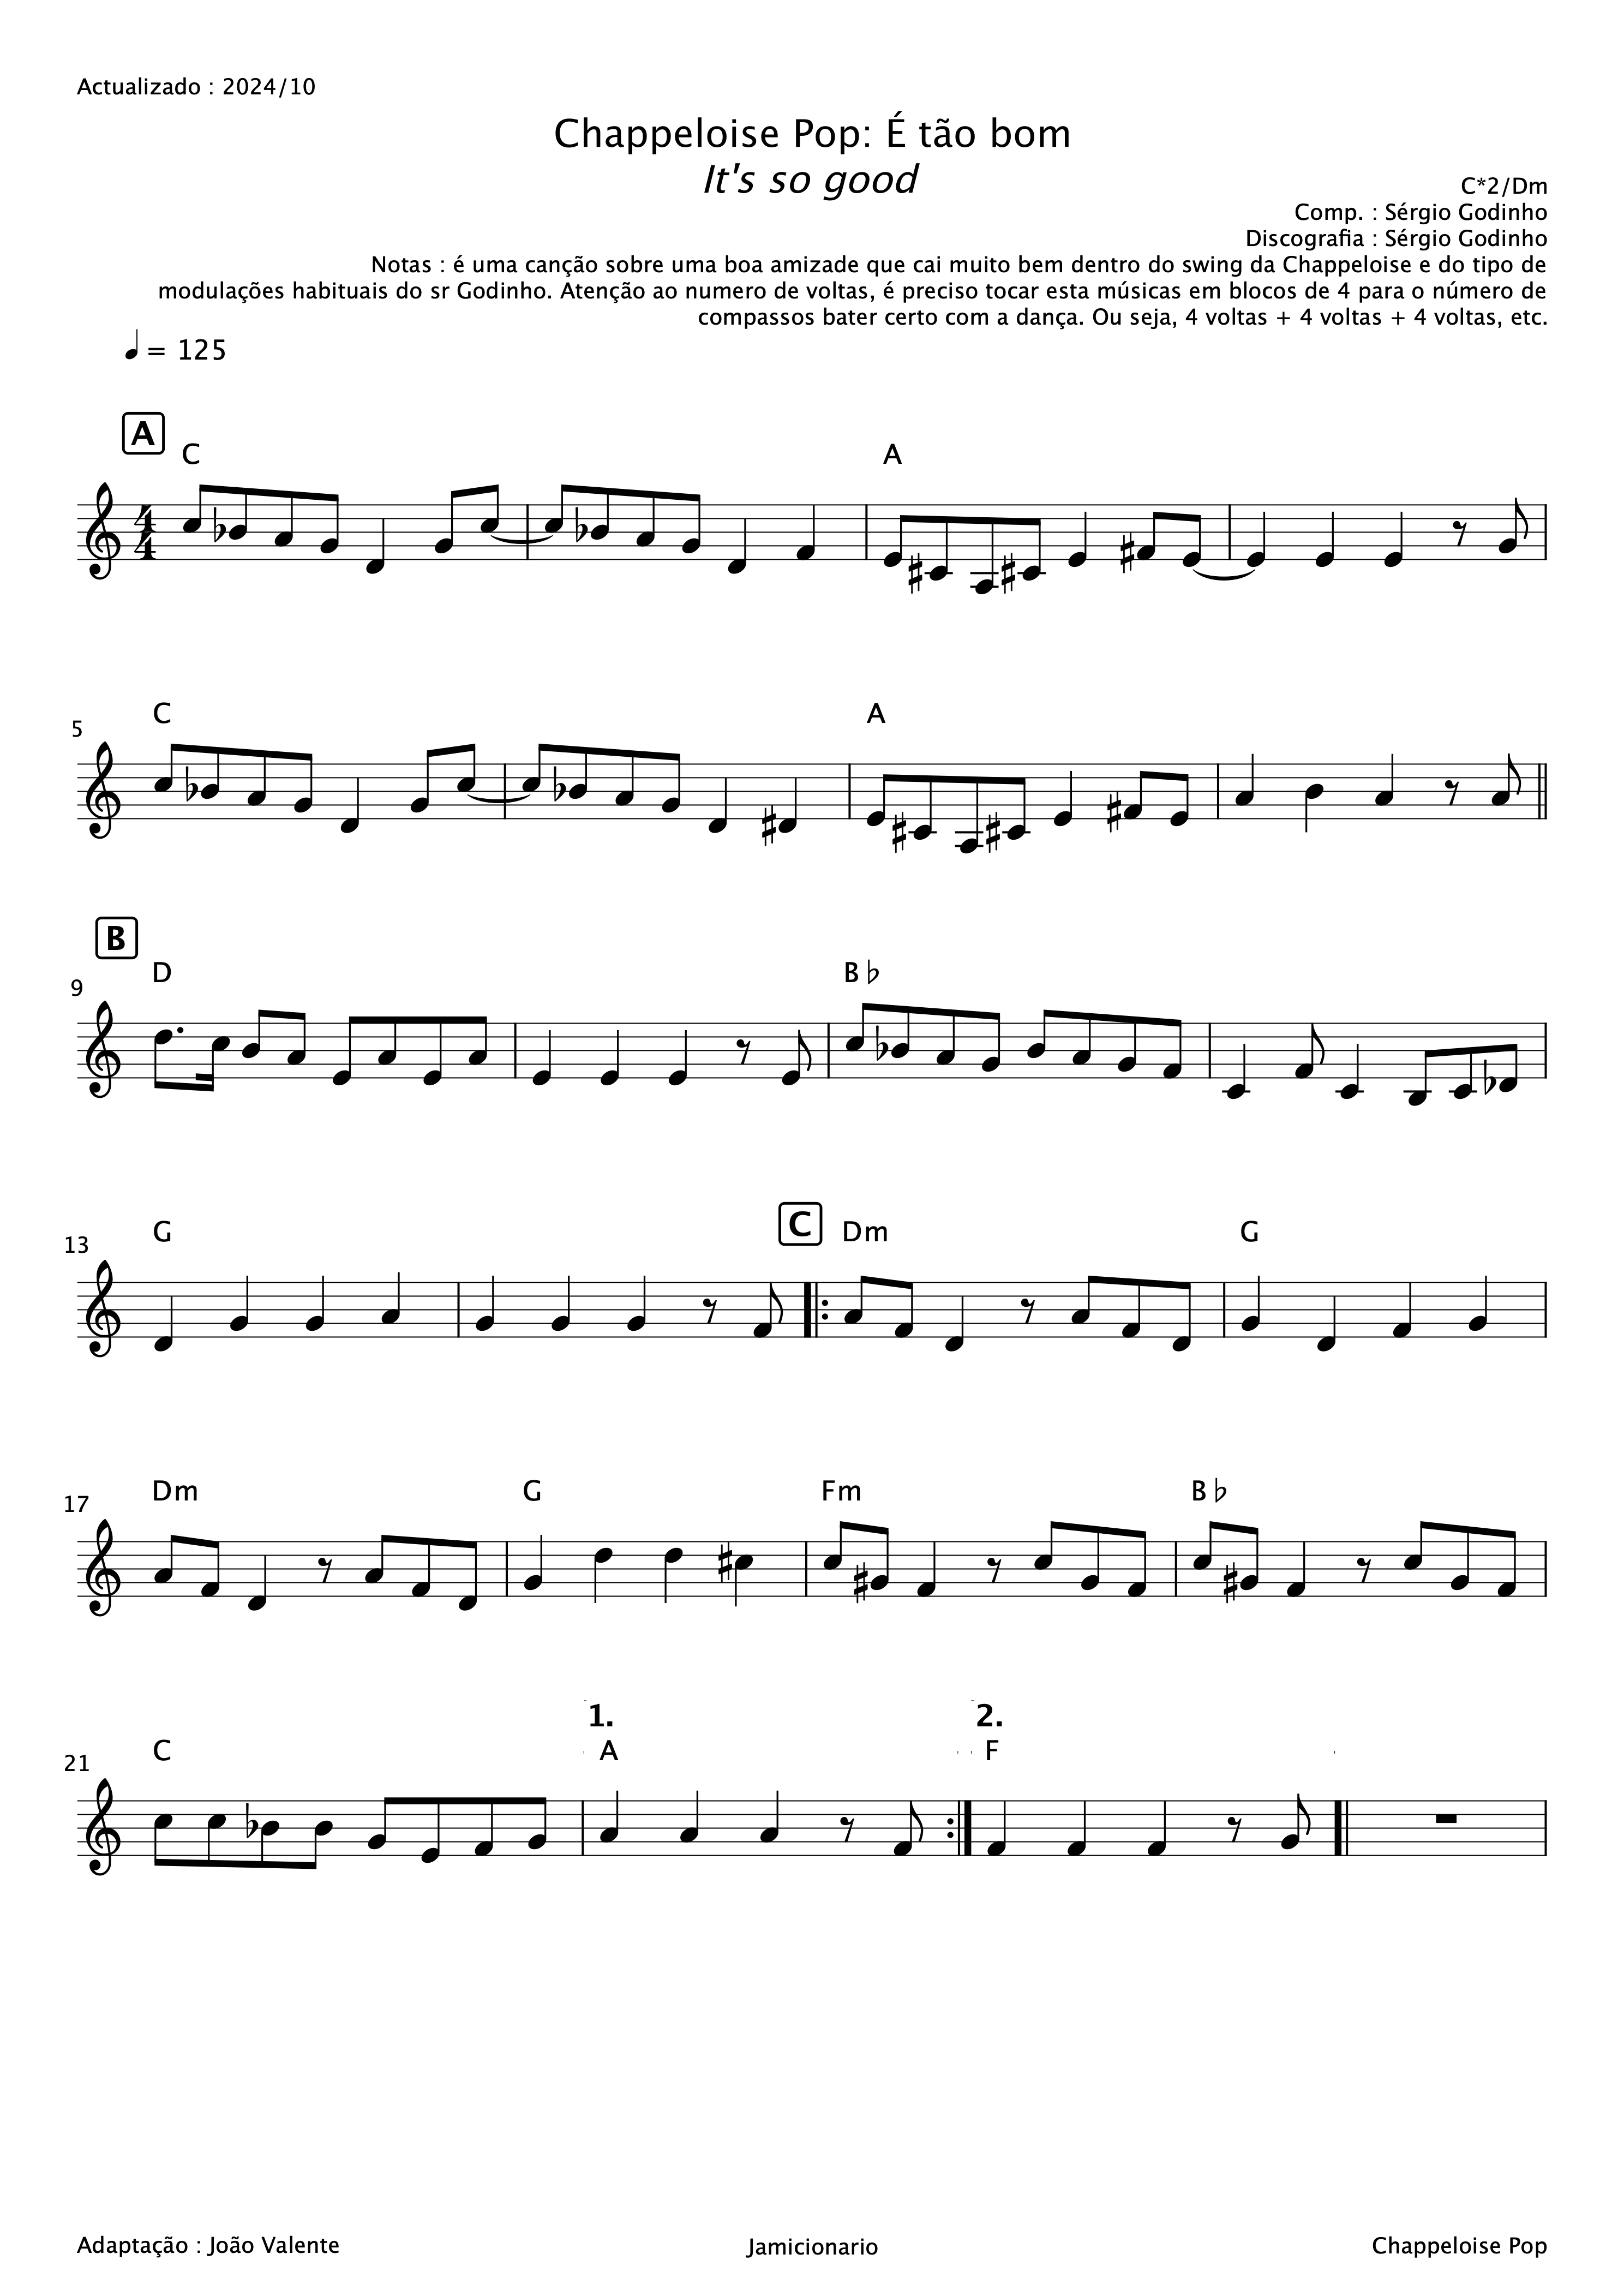 Actualizado : 2024/10
Chappeloise Pop: É tão bom
It's so good
C*2/Dm
Comp. : Sérgio Godinho
Discografia : Sérgio Godinho
Notas : é uma canção sobre uma boa amizade que cai muito bem dentro do swing da Chappeloise e do tipo de
modulações habituais do sr Godinho. Atenção ao numero de voltas, é preciso tocar esta músicas em blocos de 4 para o número de
compassos bater certo com a dança. Ou seja, 4 voltas + 4 voltas + 4 voltas, etc.
♩ = 125
A
C A
4
4
C A
5
B
D B♭
9
C
G Dm G
13
Dm G Fm B♭
17
1. 2.
C A F
21
Adaptação : João Valente Jamicionario Chappeloise Pop